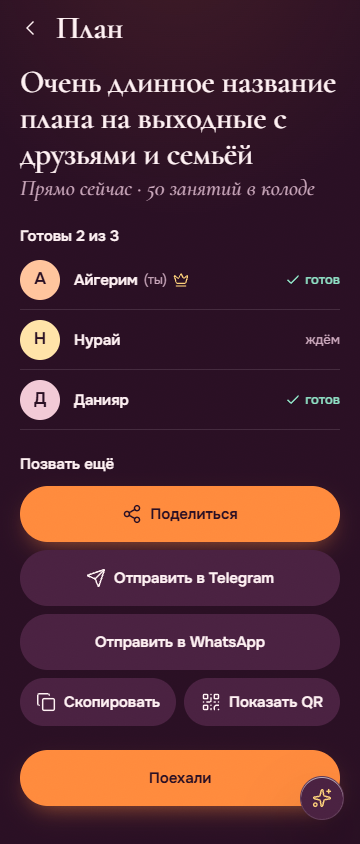 План
Очень длинное название
плана на выходные с
друзьями и семьёй
Прямо сейчас · 50 занятий в колоде
Готовы 2 из 3
А Айгерим (ты) готов
Н Нурай ждём
Д Данияр готов
Позвать ещё
Поделиться
Отправить в Telegram
Отправить в WhatsApp
Скопировать Показать QR
Поехали